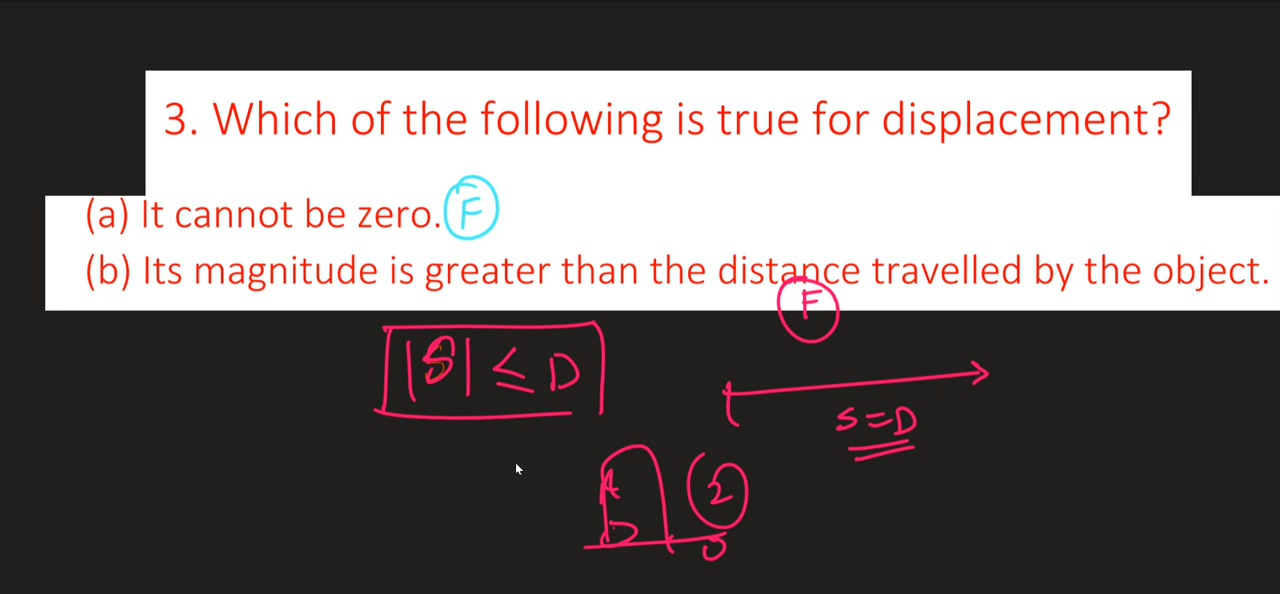 3. Which of the following is true for displacement?
(a) It cannot be zero. F
(b) Its magnitude is greater than the distance travelled by the object.
F
|S| ≤ D
S = D
2
D